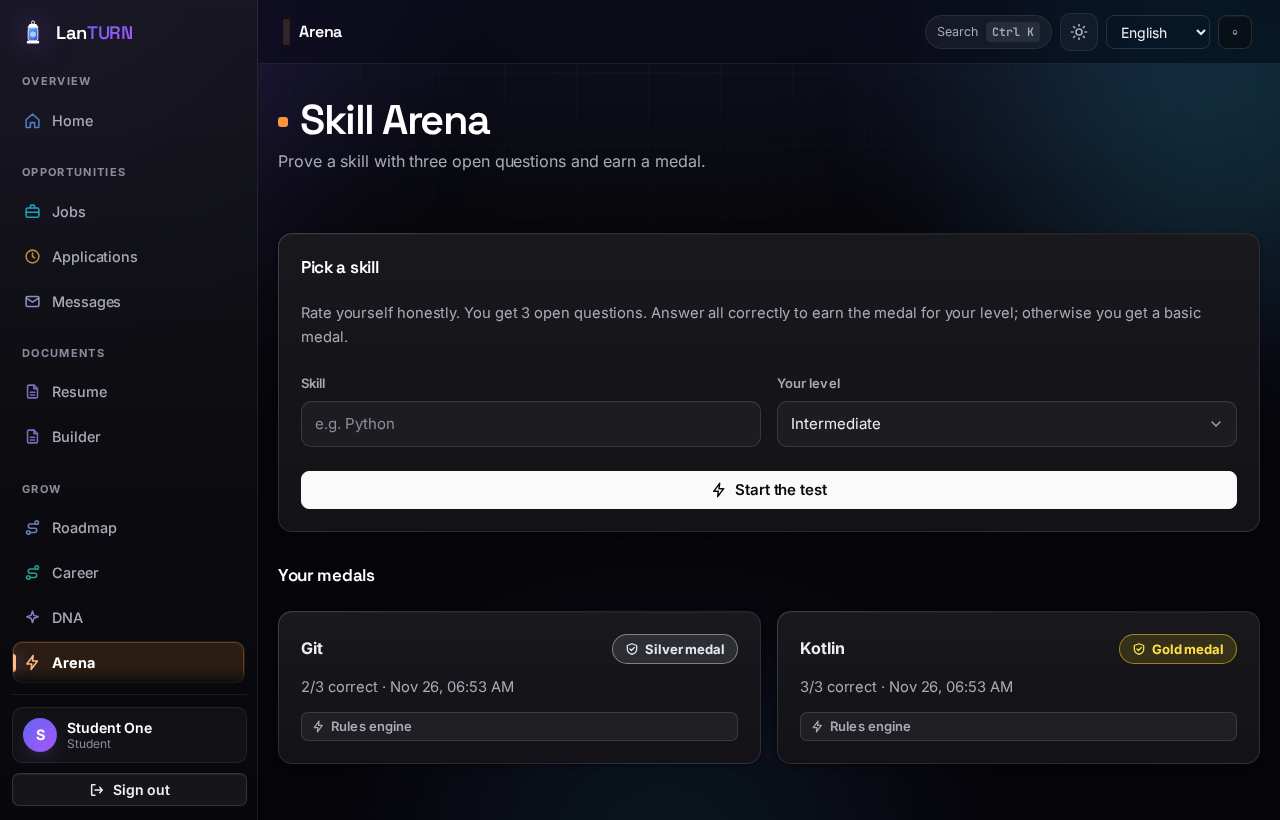 LanTURN
OVERVIEW
Home
OPPORTUNITIES
Jobs
Applications
Messages
DOCUMENTS
Resume
Builder
GROW
Roadmap
Career
DNA
Arena
S
Student One
Student
Sign out
Arena
Search Ctrl K
English
Skill Arena
Prove a skill with three open questions and earn a medal.
Pick a skill
Rate yourself honestly. You get 3 open questions. Answer all correctly to earn the medal for your level; otherwise you get a basic
medal.
Skill
e.g. Python
Your level
Intermediate
Start the test
Your medals
Git
Silver medal
2/3 correct · Nov 26, 06:53 AM
Rules engine
Kotlin
Gold medal
3/3 correct · Nov 26, 06:53 AM
Rules engine